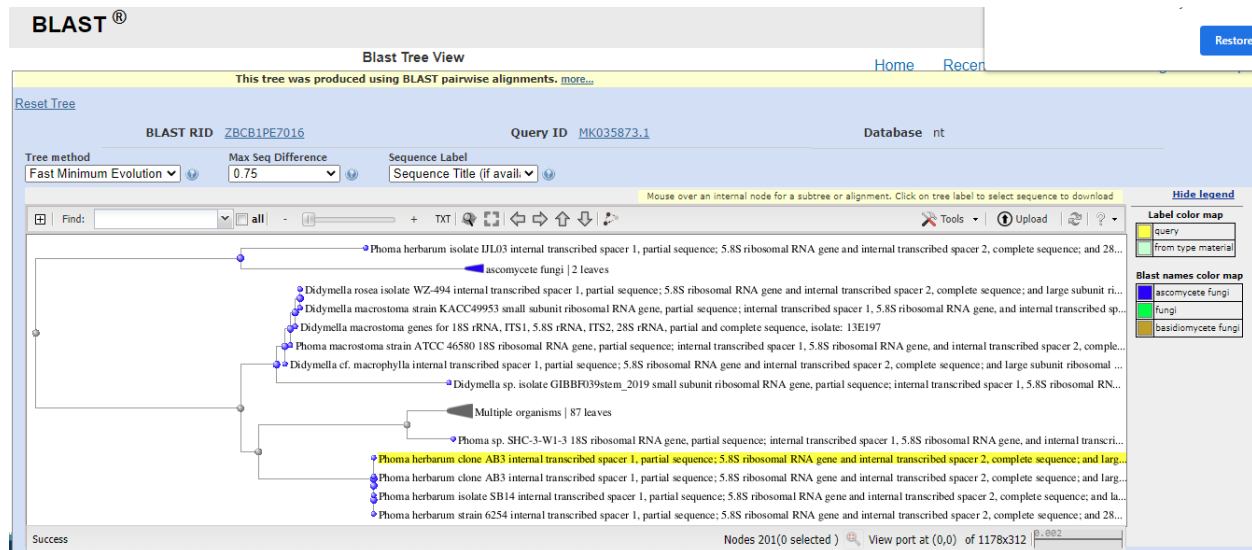 BLAST ®
Restore
Blast Tree View
Home Recen
This tree was produced using BLAST pairwise alignments. more...
Reset Tree
BLAST RID ZBCB1PE7016 Query ID MK035873.1 Database nt
Tree method Max Seq Difference Sequence Label
Fast Minimum Evolution 0.75 Sequence Title (if avail
Mouse over an internal node for a subtree or alignment. Click on tree label to select sequence to download
Hide legend
Find: all - + TXT Tools Upload ?
Label color map
query
from type material
Blast names color map
ascomycete fungi
fungi
basidiomycete fungi
Phoma herbarum isolate IJL03 internal transcribed spacer 1, partial sequence; 5.8S ribosomal RNA gene and internal transcribed spacer 2, complete sequence; and 28...
ascomycete fungi | 2 leaves
Didymella rosea isolate WZ-494 internal transcribed spacer 1, partial sequence; 5.8S ribosomal RNA gene and internal transcribed spacer 2, complete sequence; and large subunit ri...
Didymella macrostoma strain KACC49953 small subunit ribosomal RNA gene, partial sequence; internal transcribed spacer 1, 5.8S ribosomal RNA gene, and internal transcribed sp...
Didymella macrostoma genes for 18S rRNA, ITS1, 5.8S rRNA, ITS2, 28S rRNA, partial and complete sequence, isolate: 13E197
Phoma macrostoma strain ATCC 46580 18S ribosomal RNA gene, partial sequence; internal transcribed spacer 1, 5.8S ribosomal RNA gene, and internal transcribed spacer 2, comple...
Didymella cf. macrophylla internal transcribed spacer 1, partial sequence; 5.8S ribosomal RNA gene and internal transcribed spacer 2, complete sequence; and large subunit ribosomal ...
Didymella sp. isolate GIBBF039stem_2019 small subunit ribosomal RNA gene, partial sequence; internal transcribed spacer 1, 5.8S ribosomal RN...
Multiple organisms | 87 leaves
Phoma sp. SHC-3-W1-3 18S ribosomal RNA gene, partial sequence; internal transcribed spacer 1, 5.8S ribosomal RNA gene, and internal transcri...
Phoma herbarum clone AB3 internal transcribed spacer 1, partial sequence; 5.8S ribosomal RNA gene and internal transcribed spacer 2, complete sequence; and larg...
Phoma herbarum clone AB3 internal transcribed spacer 1, partial sequence; 5.8S ribosomal RNA gene and internal transcribed spacer 2, complete sequence; and larg...
Phoma herbarum isolate SB14 internal transcribed spacer 1, partial sequence; 5.8S ribosomal RNA gene and internal transcribed spacer 2, complete sequence; and la...
Phoma herbarum strain 6254 internal transcribed spacer 1, partial sequence; 5.8S ribosomal RNA gene and internal transcribed spacer 2, complete sequence; and 28...
Success Nodes 201(0 selected ) View port at (0,0) of 1178x312 0.002